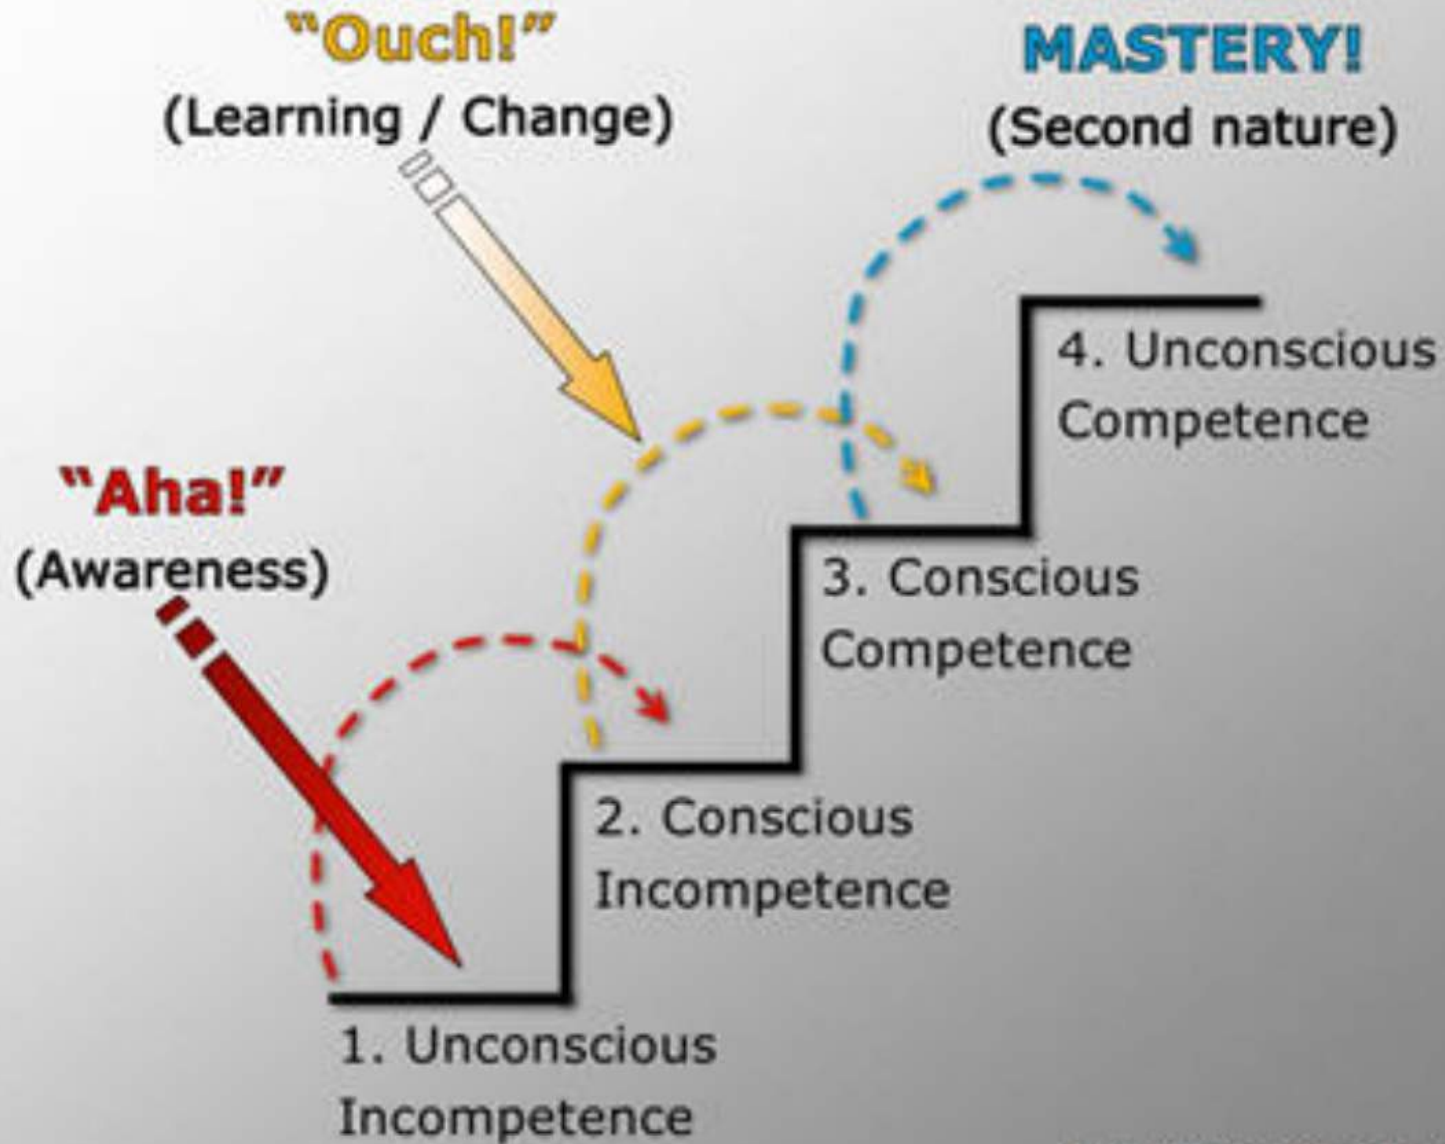 “Ouch!”
(Learning / Change)
MASTERY!
(Second nature)
“Aha!”
(Awareness)
4. Unconscious
Competence
3. Conscious
Competence
2. Conscious
Incompetence
1. Unconscious
Incompetence